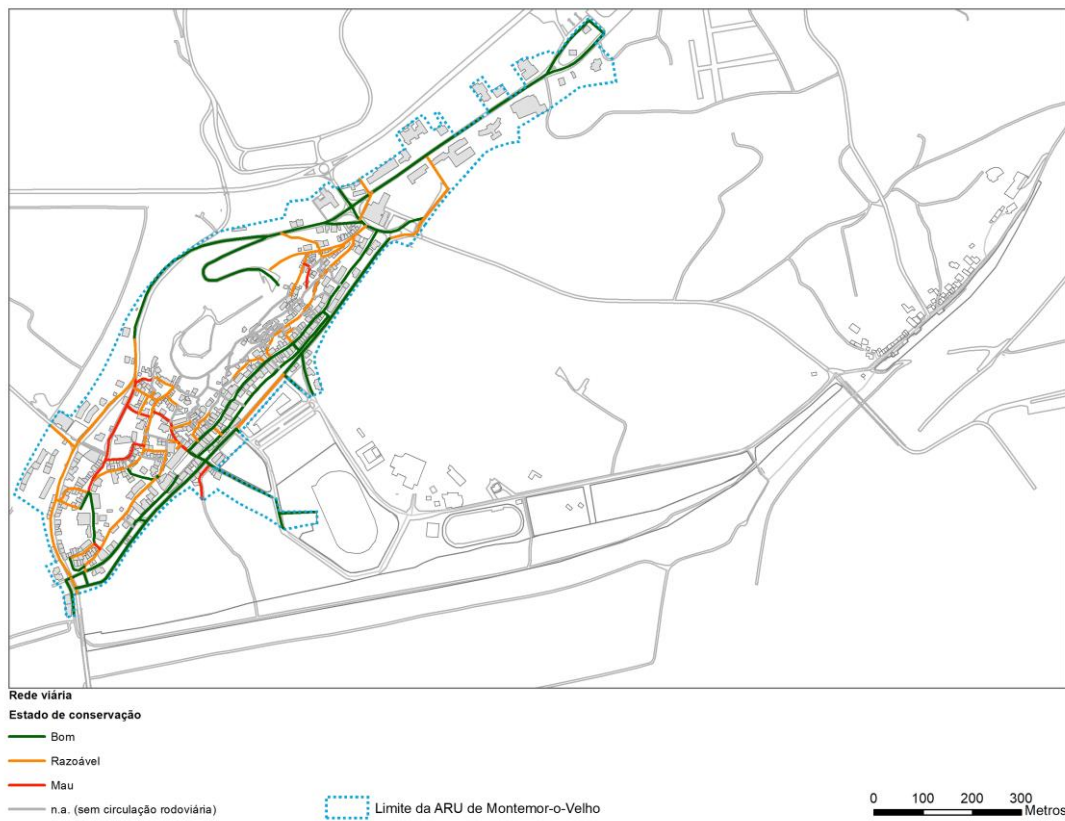 Rede viária
Estado de conservação
Bom
Razoável
Mau
n.a. (sem circulação rodoviária)
Limite da ARU de Montemor-o-Velho
0 100 200 300
Metros